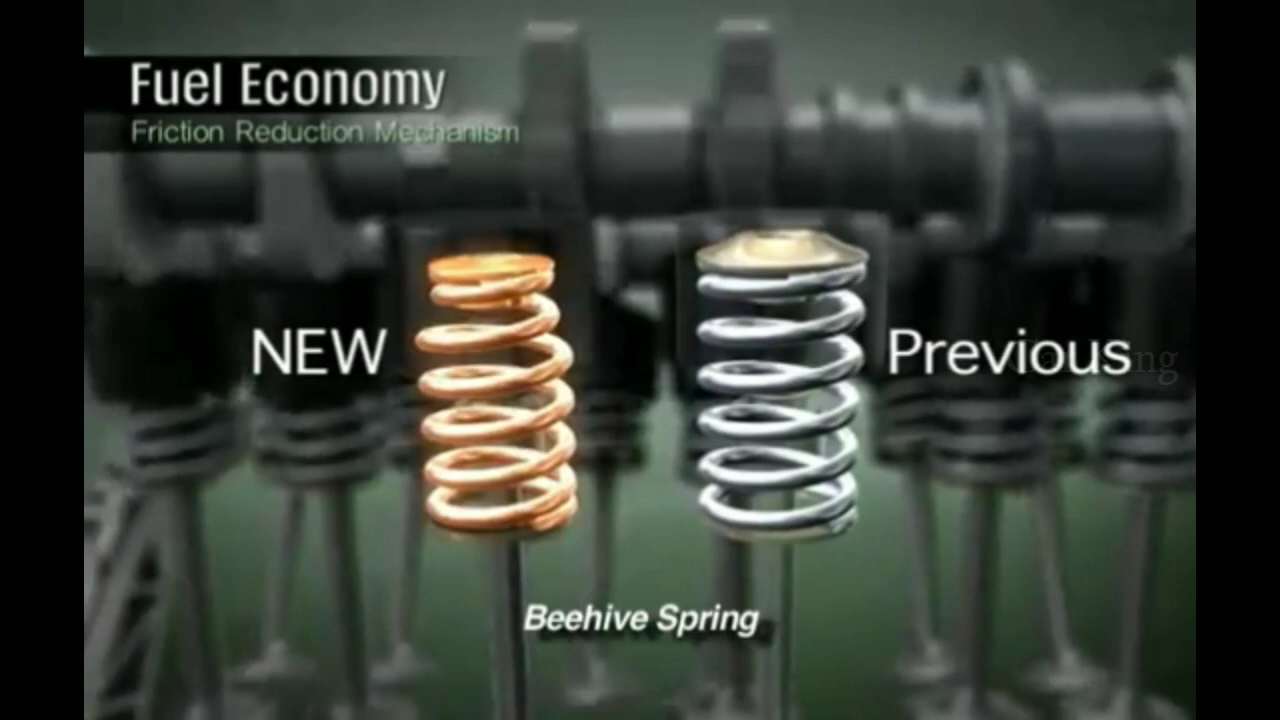 Fuel Economy
Friction Reduction Mechanism
NEW
Previous
Beehive Spring